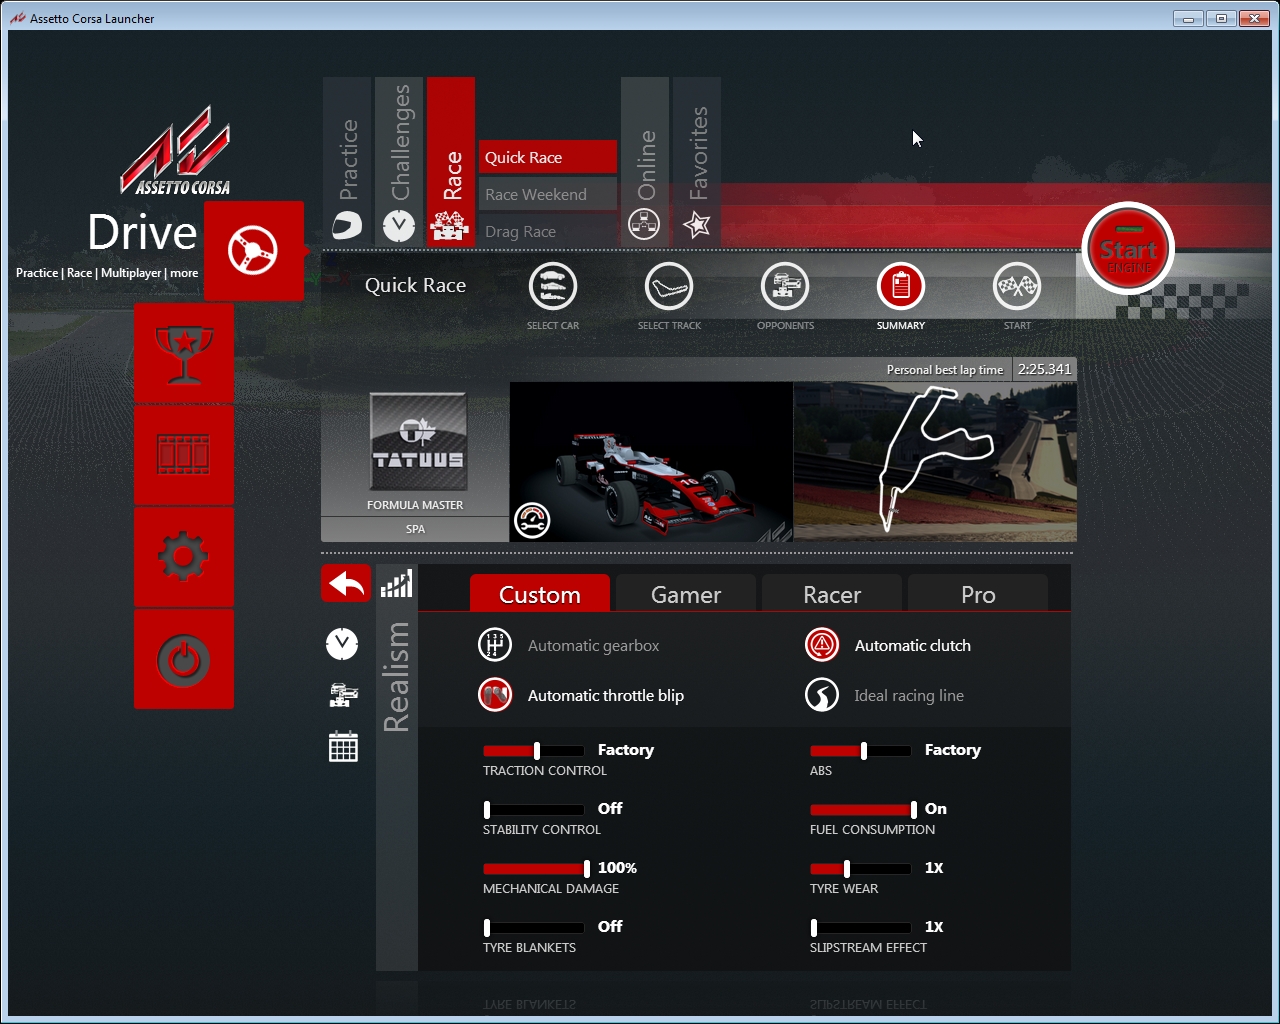 Assetto Corsa Launcher
Practice
Challenges
Race
Quick Race
Race Weekend
Drag Race
Online
Favorites
ASSETTO CORSA
Drive
Practice | Race | Multiplayer | more
Start
ENGINE
Quick Race
SELECT CAR
SELECT TRACK
OPPONENTS
SUMMARY
START
Personal best lap time 2:25.341
TATUUS
FORMULA MASTER
SPA
Realism
Custom
Gamer
Racer
Pro
Automatic gearbox
Automatic clutch
Automatic throttle blip
Ideal racing line
Factory
TRACTION CONTROL
Factory
ABS
Off
STABILITY CONTROL
On
FUEL CONSUMPTION
100%
MECHANICAL DAMAGE
1X
TYRE WEAR
Off
TYRE BLANKETS
1X
SLIPSTREAM EFFECT